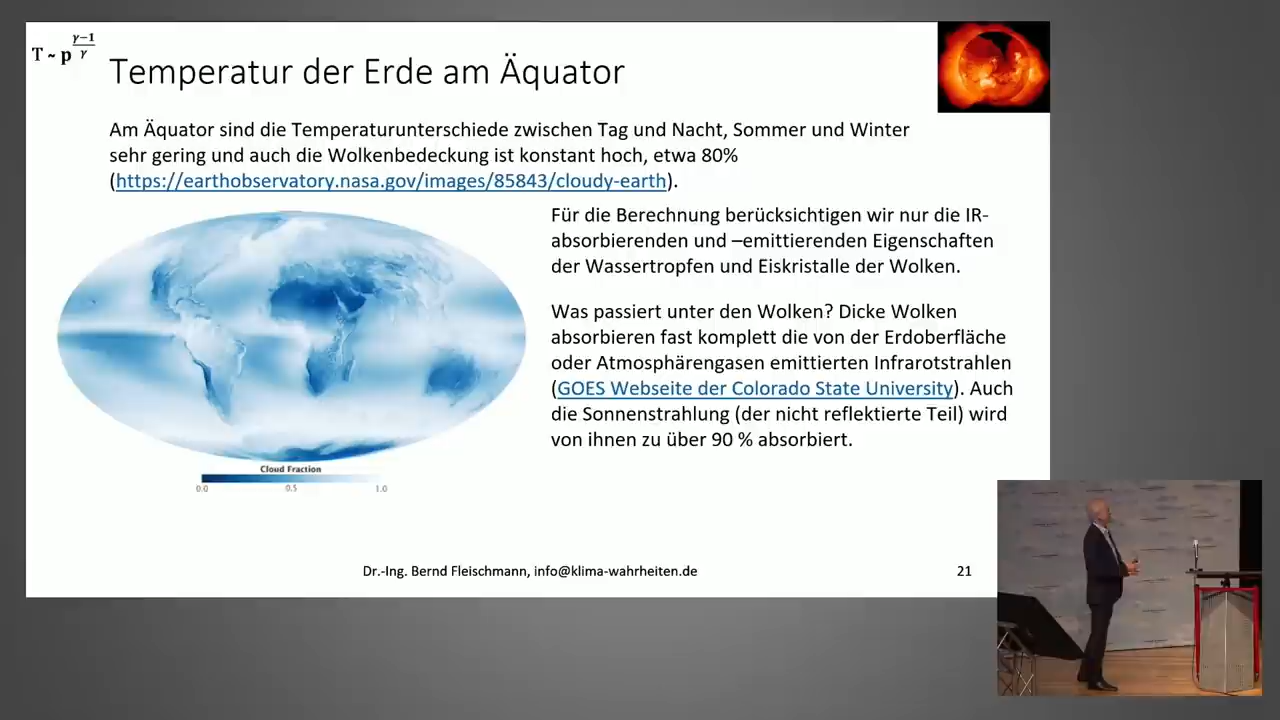 T ~ p^(γ−1)/γ
Temperatur der Erde am Äquator
Am Äquator sind die Temperaturunterschiede zwischen Tag und Nacht, Sommer und Winter
sehr gering und auch die Wolkenbedeckung ist konstant hoch, etwa 80%
(https://earthobservatory.nasa.gov/images/85843/cloudy-earth).
Für die Berechnung berücksichtigen wir nur die IR-
absorbierenden und –emittierenden Eigenschaften
der Wassertropfen und Eiskristalle der Wolken.
Was passiert unter den Wolken? Dicke Wolken
absorbieren fast komplett die von der Erdoberfläche
oder Atmosphärengasen emittierten Infrarotstrahlen
(GOES Webseite der Colorado State University). Auch
die Sonnenstrahlung (der nicht reflektierte Teil) wird
von ihnen zu über 90 % absorbiert.
Cloud Fraction
0.0 0.5 1.0
Dr.-Ing. Bernd Fleischmann, info@klima-wahrheiten.de
21